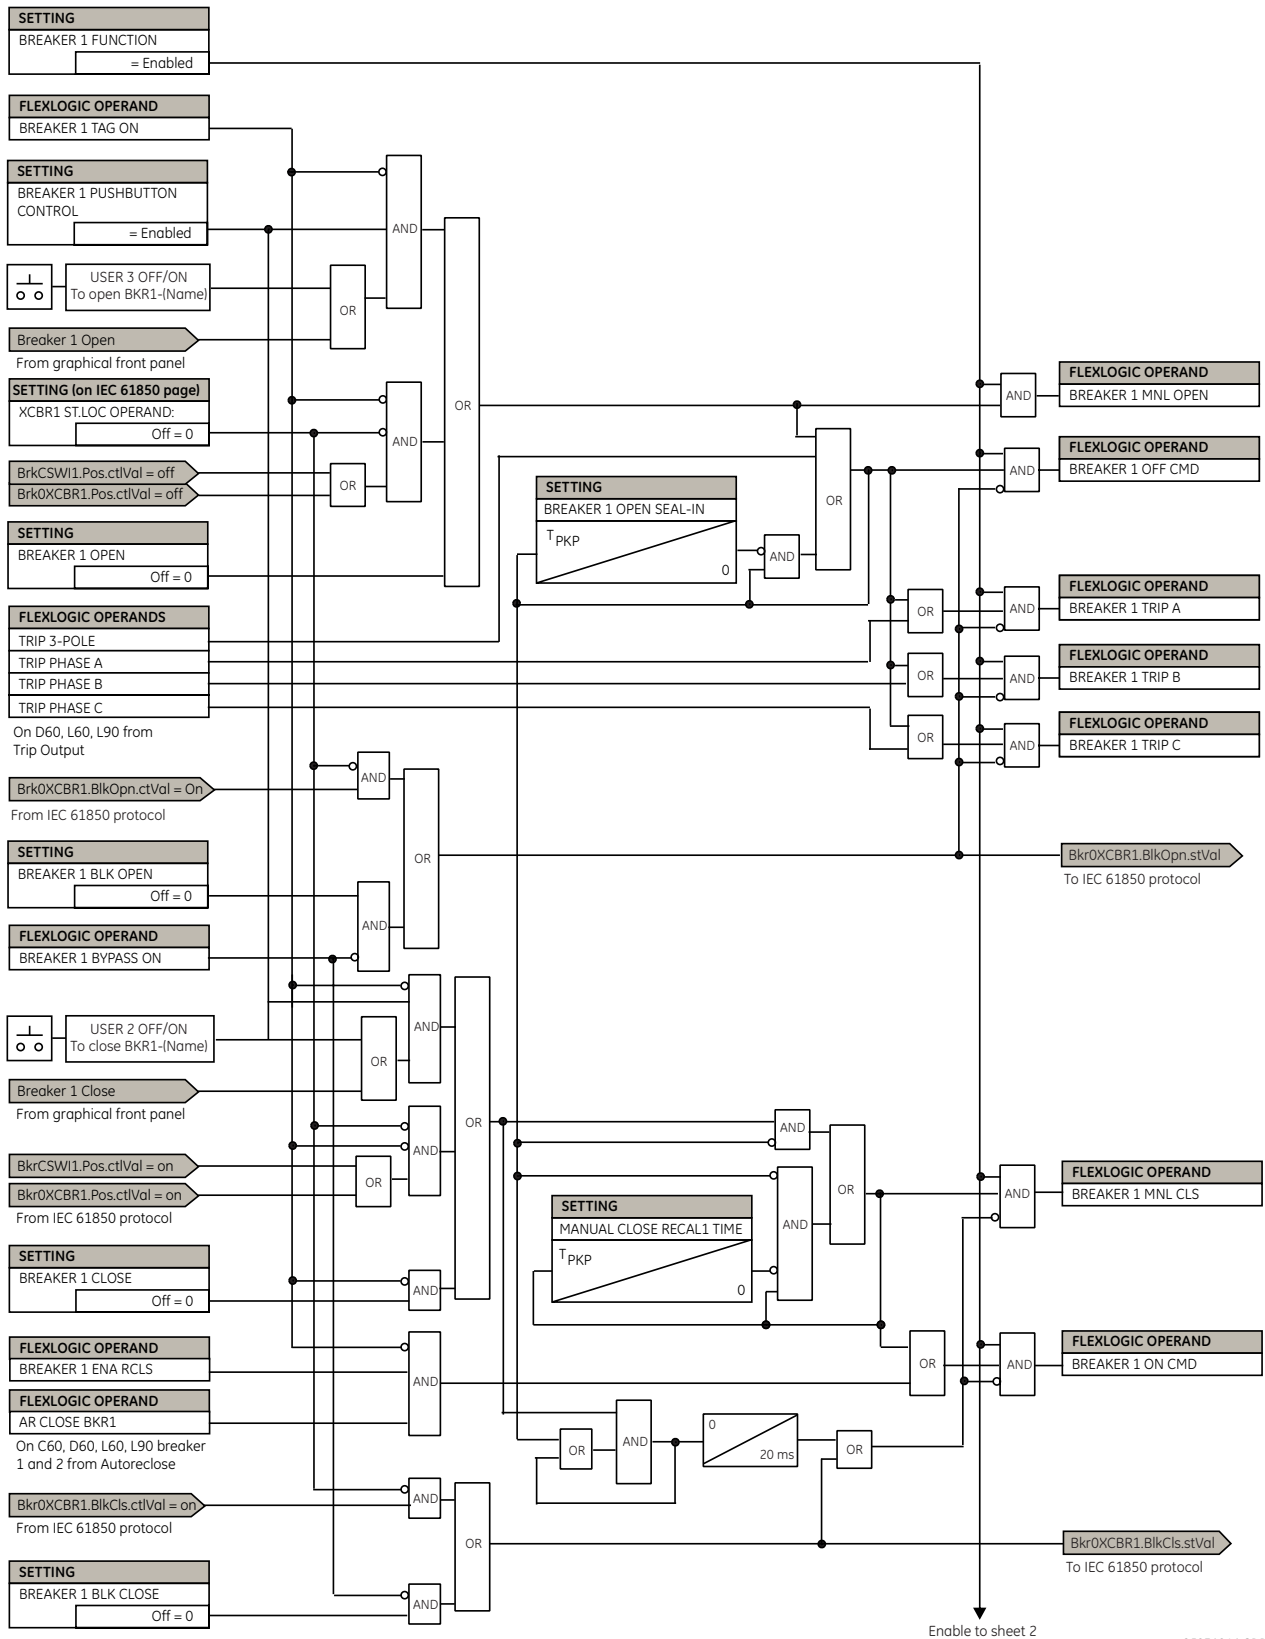 SETTING
BREAKER 1 FUNCTION
= Enabled
FLEXLOGIC OPERAND
BREAKER 1 TAG ON
SETTING
BREAKER 1 PUSHBUTTON
CONTROL
= Enabled
AND
USER 3 OFF/ON
To open BKR1-(Name)
OR
Breaker 1 Open
From graphical front panel
SETTING (on IEC 61850 page)
XCBR1 ST.LOC OPERAND:
Off = 0
AND
OR
AND
FLEXLOGIC OPERAND
BREAKER 1 MNL OPEN
BrkCSWI1.Pos.ctlVal = off
Brk0XCBR1.Pos.ctlVal = off
OR
SETTING
BREAKER 1 OPEN SEAL-IN
T PKP
0
AND
OR
AND
FLEXLOGIC OPERAND
BREAKER 1 OFF CMD
SETTING
BREAKER 1 OPEN
Off = 0
FLEXLOGIC OPERANDS
TRIP 3-POLE
TRIP PHASE A
TRIP PHASE B
TRIP PHASE C
On D60, L60, L90 from
Trip Output
OR
AND
FLEXLOGIC OPERAND
BREAKER 1 TRIP A
OR
AND
FLEXLOGIC OPERAND
BREAKER 1 TRIP B
OR
AND
FLEXLOGIC OPERAND
BREAKER 1 TRIP C
Brk0XCBR1.BlkOpn.ctVal = On
From IEC 61850 protocol
AND
OR
Bkr0XCBR1.BlkOpn.stVal
To IEC 61850 protocol
SETTING
BREAKER 1 BLK OPEN
Off = 0
AND
FLEXLOGIC OPERAND
BREAKER 1 BYPASS ON
USER 2 OFF/ON
To close BKR1-(Name)
AND
OR
Breaker 1 Close
From graphical front panel
OR
AND
BkrCSWI1.Pos.ctlVal = on
Bkr0XCBR1.Pos.ctlVal = on
From IEC 61850 protocol
OR
AND
SETTING
MANUAL CLOSE RECAL1 TIME
T PKP
0
AND
OR
AND
FLEXLOGIC OPERAND
BREAKER 1 MNL CLS
SETTING
BREAKER 1 CLOSE
Off = 0
AND
FLEXLOGIC OPERAND
BREAKER 1 ENA RCLS
FLEXLOGIC OPERAND
AR CLOSE BKR1
On C60, D60, L60, L90 breaker
1 and 2 from Autoreclose
AND
OR
AND
FLEXLOGIC OPERAND
BREAKER 1 ON CMD
OR
AND
0
20 ms
OR
Bkr0XCBR1.BlkCls.ctlVal = on
From IEC 61850 protocol
AND
OR
Bkr0XCBR1.BlkCls.stVal
To IEC 61850 protocol
SETTING
BREAKER 1 BLK CLOSE
Off = 0
AND
Enable to sheet 2